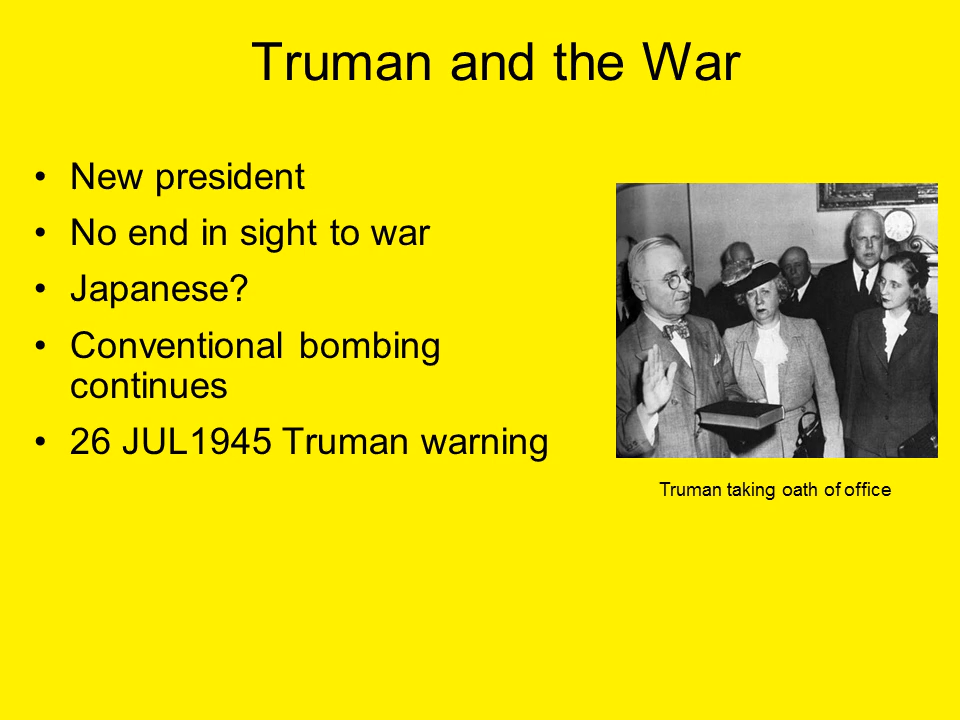 Truman and the War
• New president
• No end in sight to war
• Japanese?
• Conventional bombing
continues
• 26 JUL1945 Truman warning
Truman taking oath of office